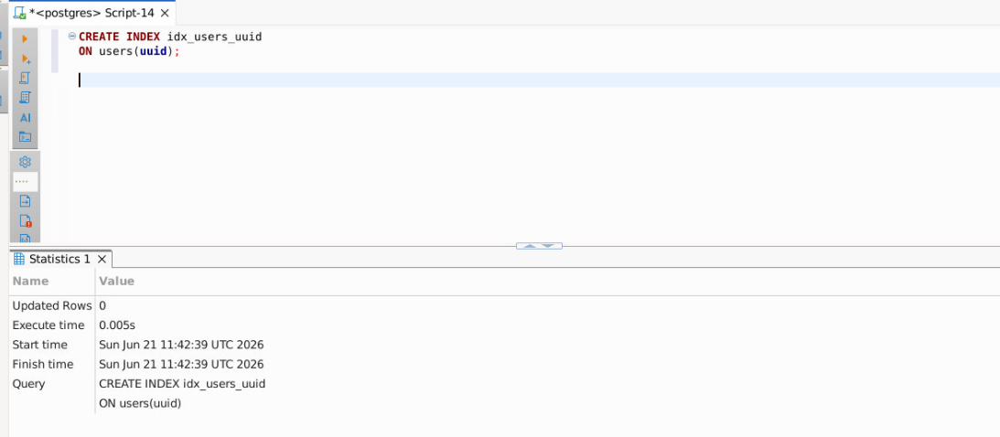 *<postgres> Script-14
CREATE INDEX idx_users_uuid
ON users(uuid);
AI
Statistics 1
Name Value
Updated Rows 0
Execute time 0.005s
Start time Sun Jun 21 11:42:39 UTC 2026
Finish time Sun Jun 21 11:42:39 UTC 2026
Query CREATE INDEX idx_users_uuid
ON users(uuid)